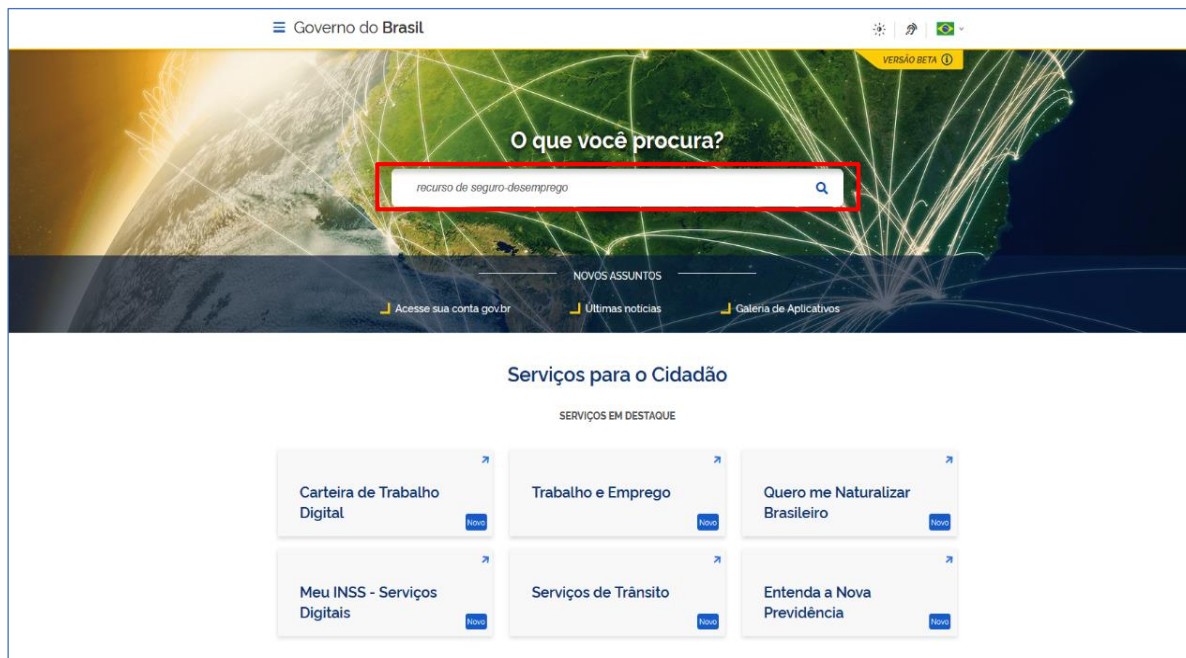 Governo do Brasil
VERSÃO BETA
O que você procura?
recurso de seguro-desemprego
NOVOS ASSUNTOS
Acesse sua conta gov.br
Últimas notícias
Galeria de Aplicativos
Serviços para o Cidadão
SERVIÇOS EM DESTAQUE
Carteira de Trabalho
Digital
Novo
Trabalho e Emprego
Novo
Quero me Naturalizar
Brasileiro
Novo
Meu INSS - Serviços
Digitais
Novo
Serviços de Trânsito
Novo
Entenda a Nova
Previdência
Novo